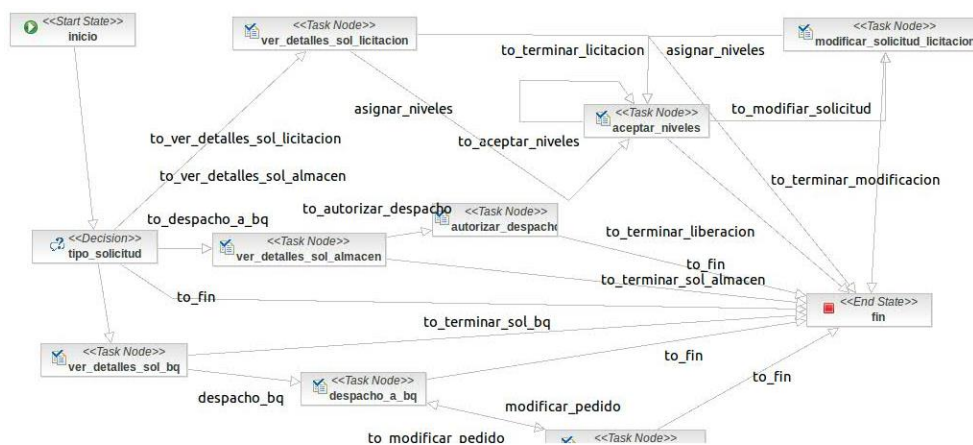 <<Start State>>
inicio
<<Task Node>>
ver_detalles_sol_licitacion
<<Task Node>>
modificar_solicitud_licitacion
to_terminar_licitacion
asignar_niveles
asignar_niveles
<<Task Node>>
aceptar_niveles
to_modifiar_solicitud
to_ver_detalles_sol_licitacion
to_aceptar_niveles
to_ver_detalles_sol_almacen
to_terminar_modificacion
to_despacho_a_bq
to_autorizar_despacho
<<Task Node>>
autorizar_despacho
<<Decision>>
tipo_solicitud
<<Task Node>>
ver_detalles_sol_almacen
to_terminar_liberacion
to_fin
to_terminar_sol_almacen
to_fin
<<End State>>
fin
to_terminar_sol_bq
<<Task Node>>
ver_detalles_sol_bq
to_fin
<<Task Node>>
despacho_a_bq
to_fin
despacho_bq
modificar_pedido
to_modificar_pedido
<<Task Node>>